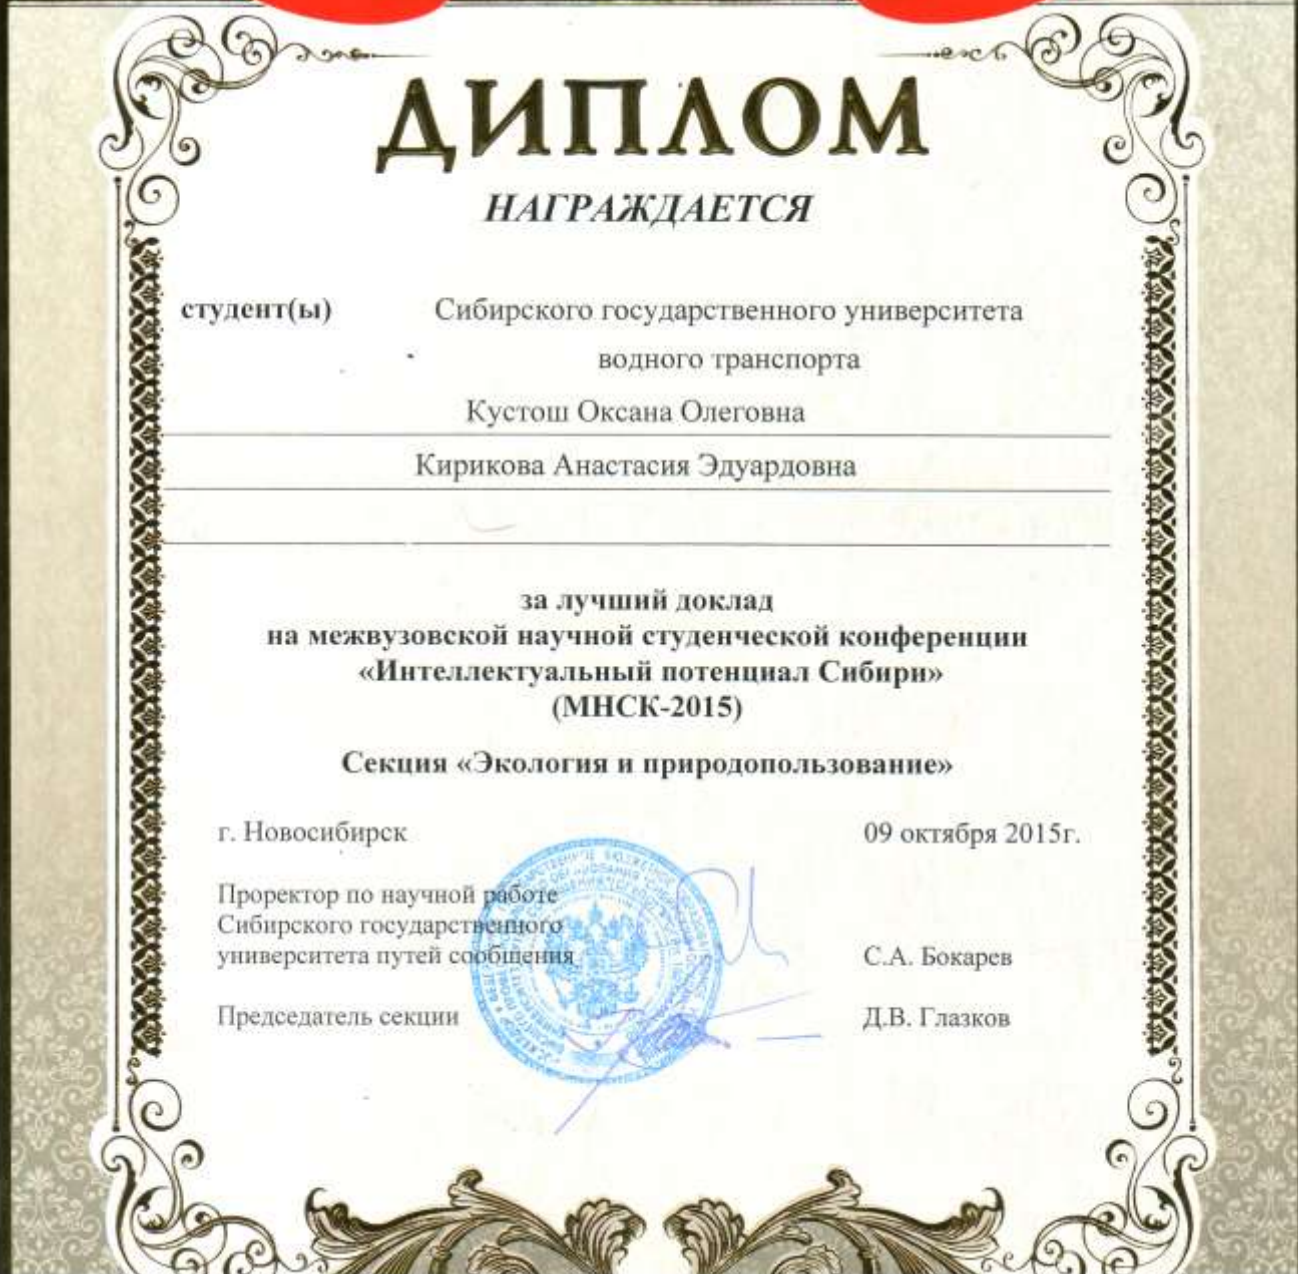 ДИПЛОМ
НАГРАЖДАЕТСЯ
студент(ы) Сибирского государственного университета
водного транспорта
Кустош Оксана Олеговна
Кирикова Анастасия Эдуардовна
за лучший доклад
на межвузовской научной студенческой конференции
«Интеллектуальный потенциал Сибири»
(МНСК-2015)
Секция «Экология и природопользование»
г. Новосибирск 09 октября 2015г.
Проректор по научной работе
Сибирского государственного
университета путей сообщения С.А. Бокарев
Председатель секции Д.В. Глазков